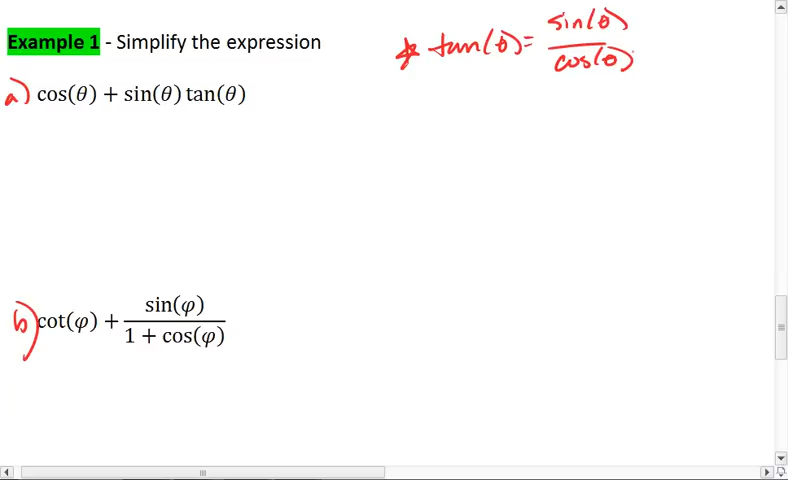 Example 1 - Simplify the expression
* tan(θ) = sin(θ) / cos(θ)
a) cos(θ) + sin(θ) tan(θ)
b) cot(φ) + sin(φ) / 1 + cos(φ)